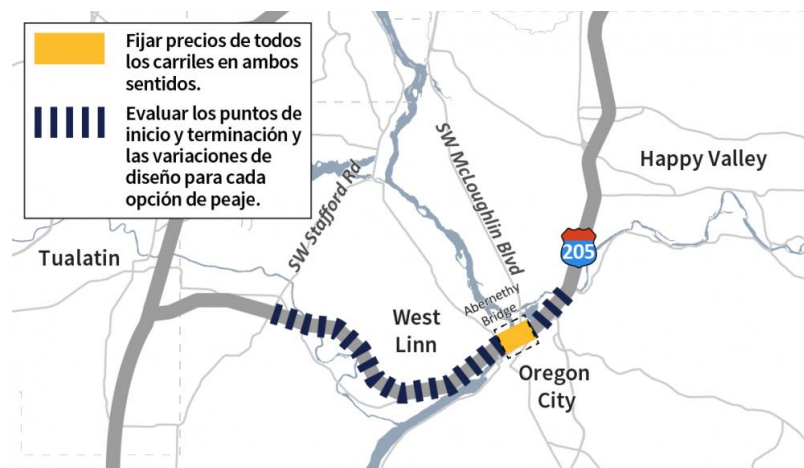 Fijar precios de todos
los carriles en ambos
sentidos.
Evaluar los puntos de
inicio y terminación y
las variaciones de
diseño para cada
opción de peaje.
Happy Valley
SW McLoughlin Blvd
SW Stafford Rd
Tualatin
205
Abernethy
Bridge
West
Linn
Oregon
City